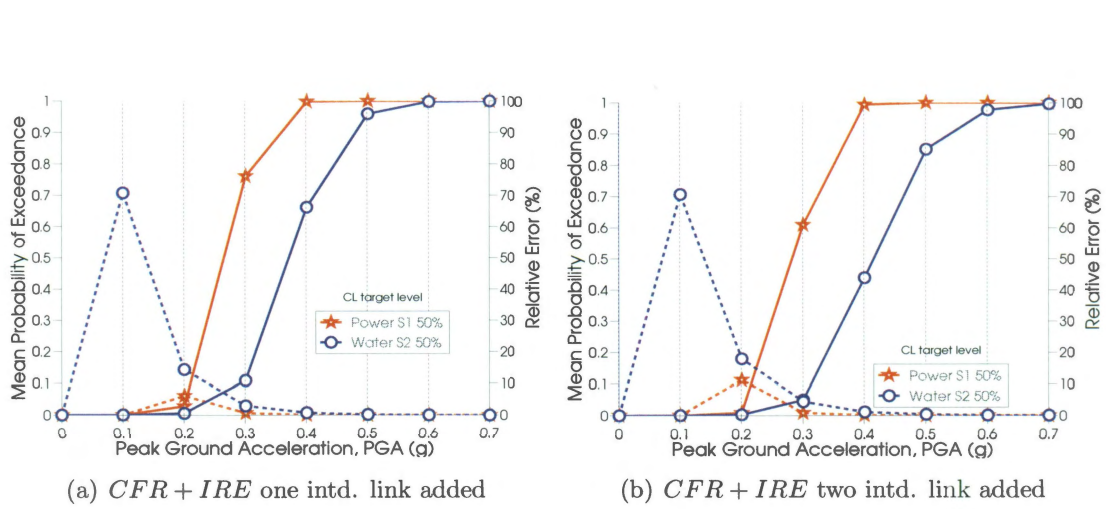 Mean Probability of Exceedance
1
0.9
0.8
0.7
0.6
0.5
0.4
0.3
0.2
0.1
0
100
90
80
70
60
50
40
30
20
10
0
Relative Error (%)
CL target level
Power S1 50%
Water S2 50%
0 0.1 0.2 0.3 0.4 0.5 0.6 0.7
Peak Ground Acceleration, PGA (g)
(a) CFR + IRE one intd. link added
Mean Probability of Exceedance
1
0.9
0.8
0.7
0.6
0.5
0.4
0.3
0.2
0.1
0
100
90
80
70
60
50
40
30
20
10
0
Relative Error (%)
CL target level
Power S1 50%
Water S2 50%
0 0.1 0.2 0.3 0.4 0.5 0.6 0.7
Peak Ground Acceleration, PGA (g)
(b) CFR + IRE two intd. link added